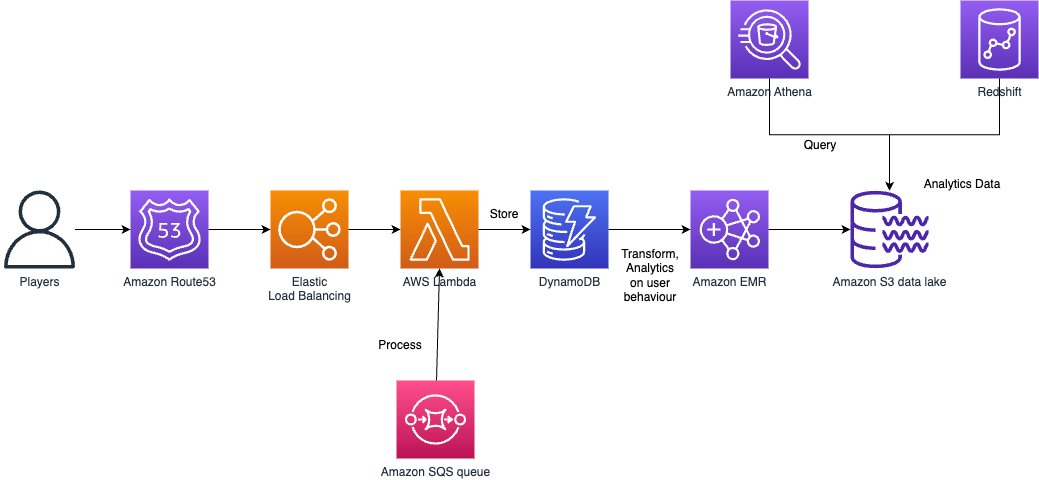 Amazon Athena
Redshift
Query
Analytics Data
53
Store
Players
Amazon Route53
Elastic
Load Balancing
AWS Lambda
DynamoDB
Transform,
Analytics
on user
behaviour
Amazon EMR
Amazon S3 data lake
Process
Amazon SQS queue